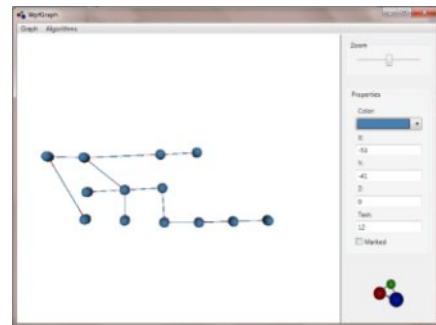 WpfGraph
Graph Algorithms
Zoom
Properties
Color:
X:
-53
Y:
-41
Z:
0
Text:
12
Marked